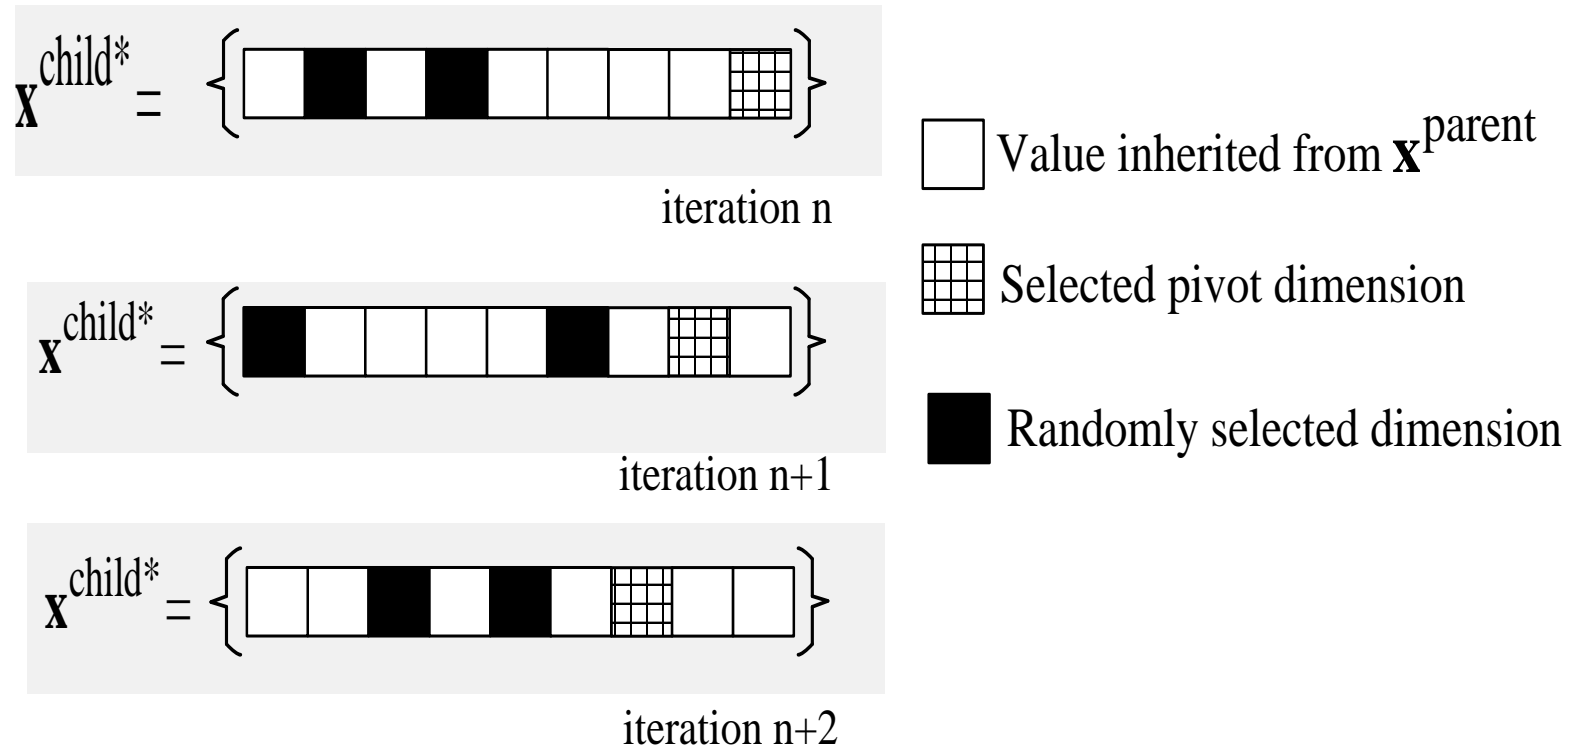 x^child* =
iteration n
x^child* =
iteration n+1
x^child* =
iteration n+2
Value inherited from x^parent
Selected pivot dimension
Randomly selected dimension